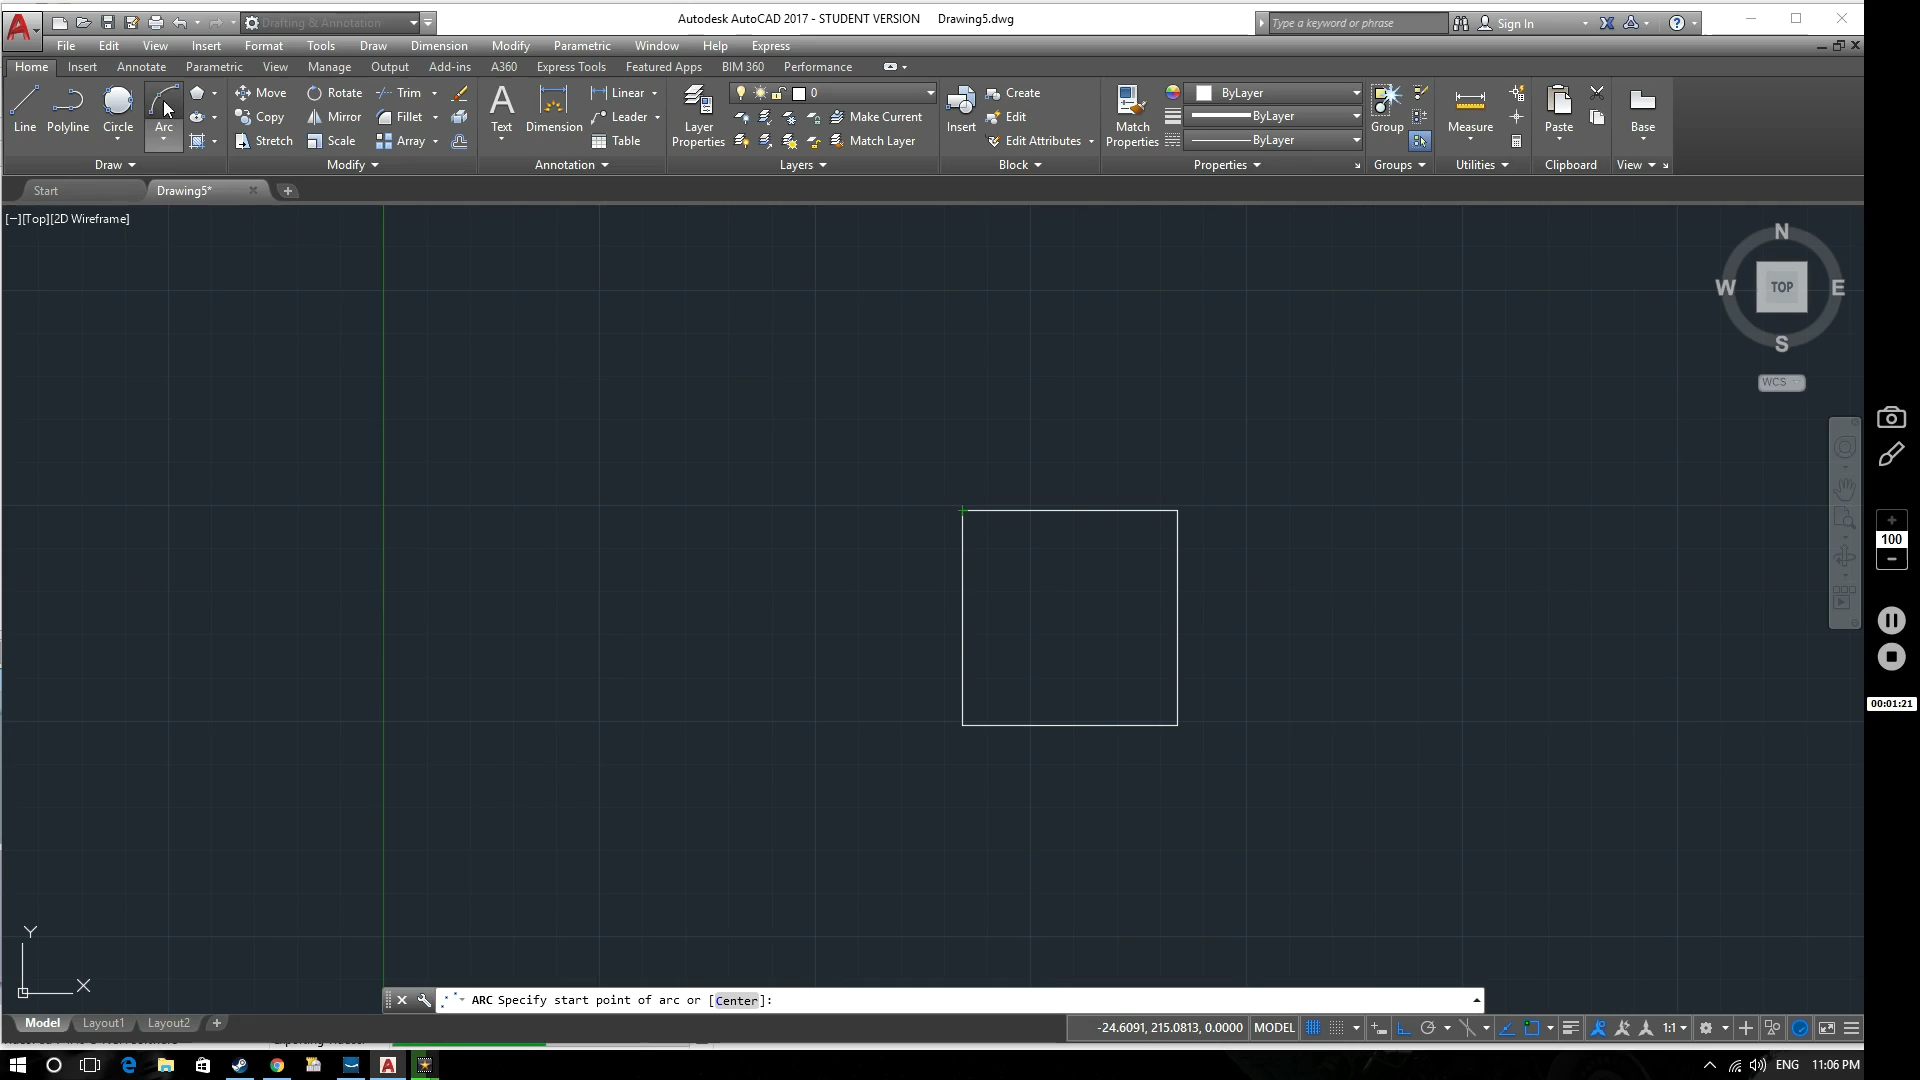 Drafting & Annotation
Autodesk AutoCAD 2017 - STUDENT VERSION Drawing5.dwg
Type a keyword or phrase
Sign In
File Edit View Insert Format Tools Draw Dimension Modify Parametric Window Help Express
Home Insert Annotate Parametric View Manage Output Add-ins A360 Express Tools Featured Apps BIM 360 Performance
Move Rotate Trim Linear 0 Create ByLayer
Copy Mirror Fillet Leader Make Current Edit ByLayer
Line Polyline Circle Arc Text Dimension Layer Properties Insert Match Properties Group Measure Paste Base
Stretch Scale Array Table Match Layer Edit Attributes ByLayer
Draw Modify Annotation Layers Block Properties Groups Utilities Clipboard View
Start Drawing5*
[−][Top][2D Wireframe]
N
W TOP E
S
WCS
100
00:01:21
Y
X
ARC Specify start point of arc or [Center]:
Model Layout1 Layout2
-24.6091, 215.0813, 0.0000 MODEL 1:1
ENG 11:06 PM